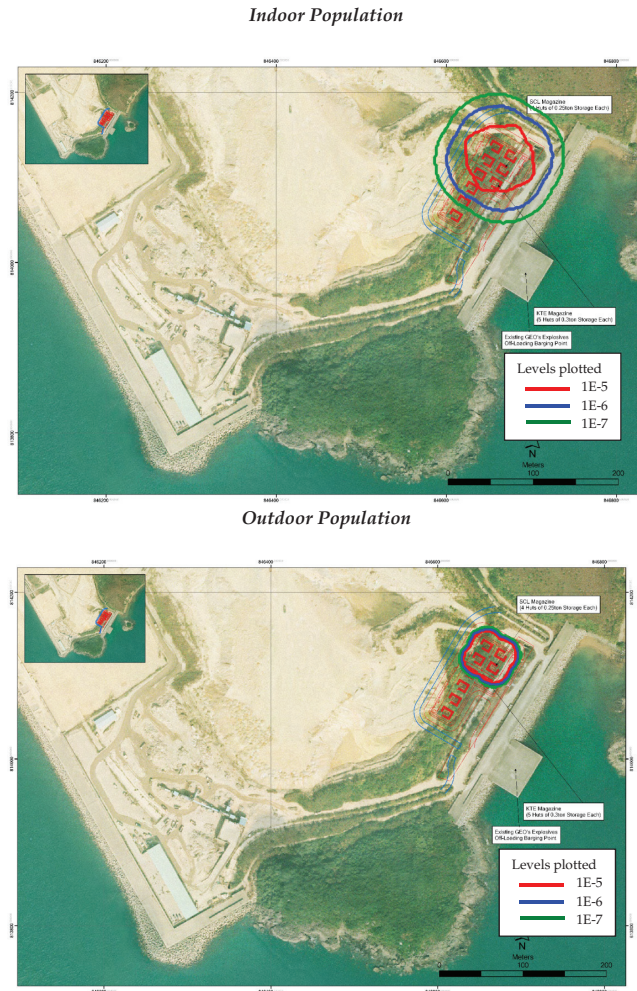 Indoor Population
SCL Magazine
Huts of 0.25ton Storage Each)
KTE Magazine
(5 Huts of 0.3ton Storage Each)
Existing GEO's Explosives
Off-Loading Barging Point
Levels plotted
1E-5
1E-6
1E-7
N
Meters
0 100 200
Outdoor Population
SCL Magazine
(4 Huts of 0.25ton Storage Each)
KTE Magazine
(5 Huts of 0.3ton Storage Each)
Existing GEO's Explosives
Off-Loading Barging Point
Levels plotted
1E-5
1E-6
1E-7
N
Meters
0 100 200